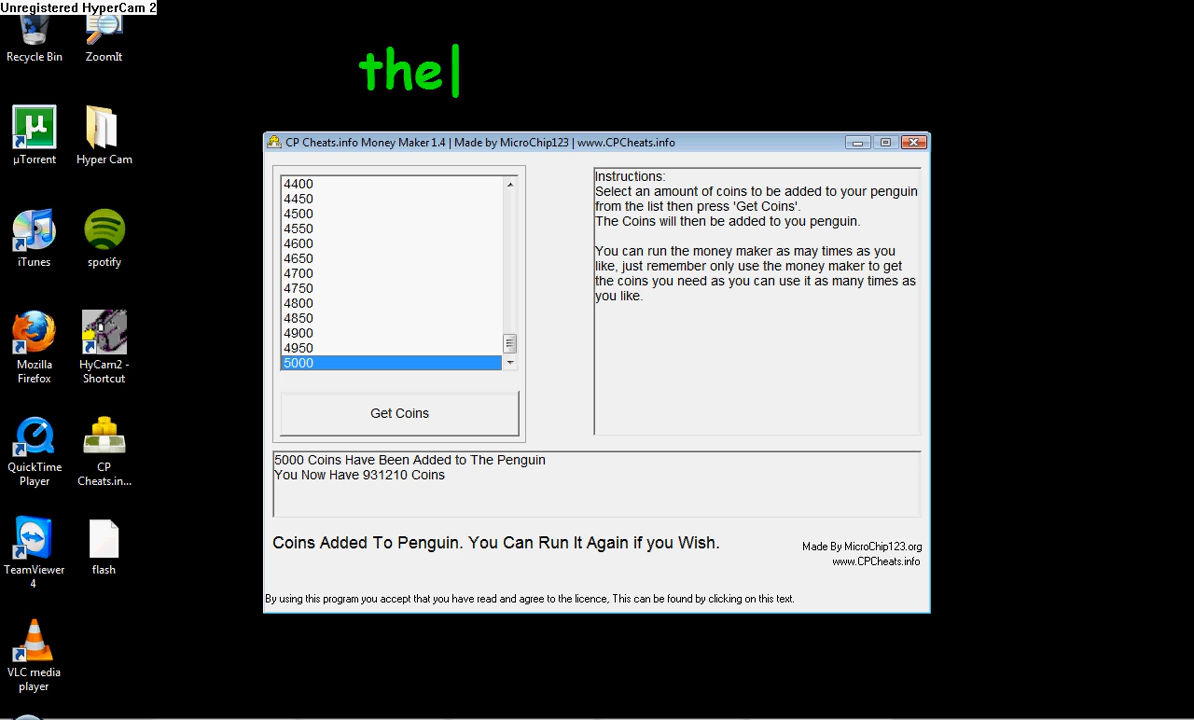 Unregistered HyperCam 2
the
Recycle Bin
ZoomIt
µTorrent
Hyper Cam
iTunes
spotify
Mozilla
Firefox
HyCam2 -
Shortcut
QuickTime
Player
CP
Cheats.in...
TeamViewer
4
flash
VLC media
player
CP Cheats.info Money Maker 1.4 | Made by MicroChip123 | www.CPCheats.info
4400
4450
4500
4550
4600
4650
4700
4750
4800
4850
4900
4950
5000
Get Coins
Instructions:
Select an amount of coins to be added to your penguin
from the list then press 'Get Coins'.
The Coins will then be added to you penguin.
You can run the money maker as may times as you
like, just remember only use the money maker to get
the coins you need as you can use it as many times as
you like.
5000 Coins Have Been Added to The Penguin
You Now Have 931210 Coins
Coins Added To Penguin. You Can Run It Again if you Wish.
Made By MicroChip123.org
www.CPCheats.info
By using this program you accept that you have read and agree to the licence, This can be found by clicking on this text.